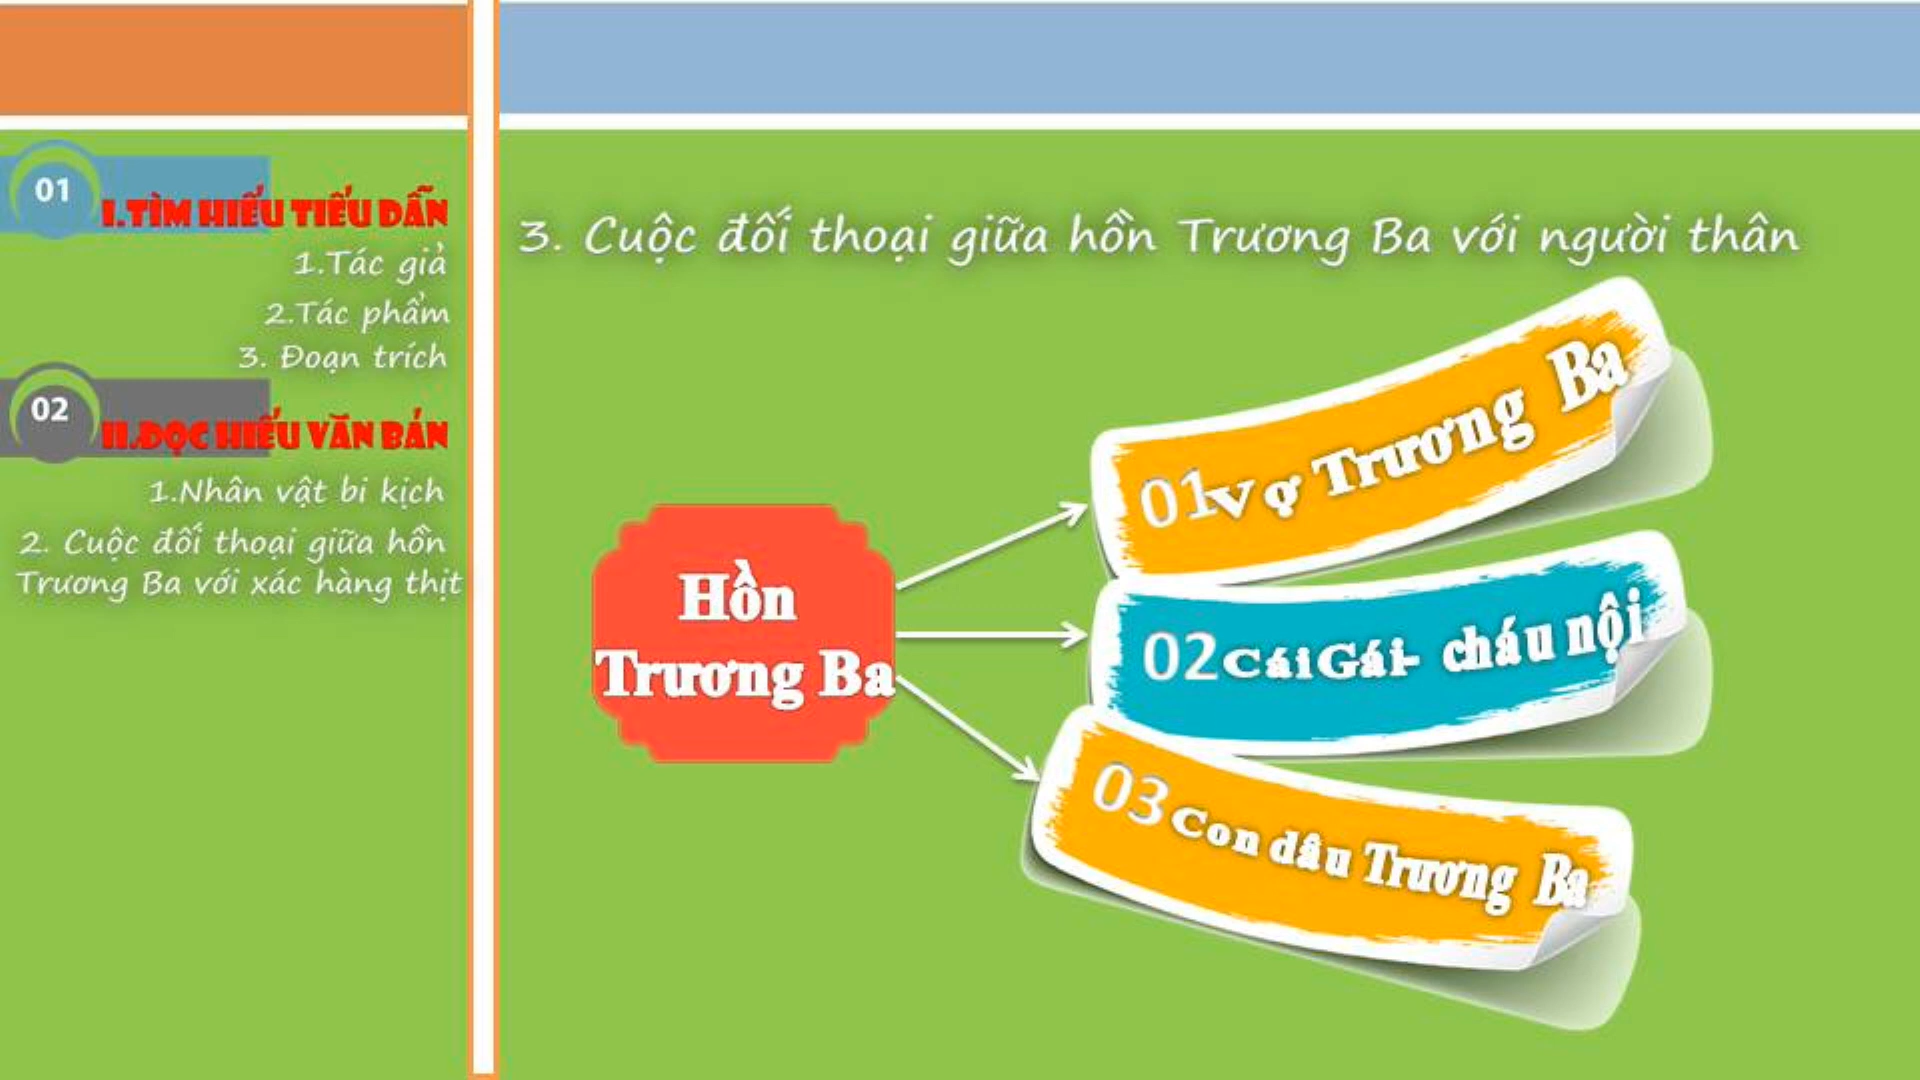 01
I.TÌM HIỂU TIỂU DẪN
1.Tác giả
2.Tác phẩm
3. Đoạn trích
02
II.ĐỌC HIỂU VĂN BẢN
1.Nhân vật bi kịch
2. Cuộc đối thoại giữa hồn
Trương Ba với xác hàng thịt
3. Cuộc đối thoại giữa hồn Trương Ba với người thân
Hồn
Trương Ba
01 Vợ Trương Ba
02 Cái Gái- cháu nội
03 Con dâu Trương Ba